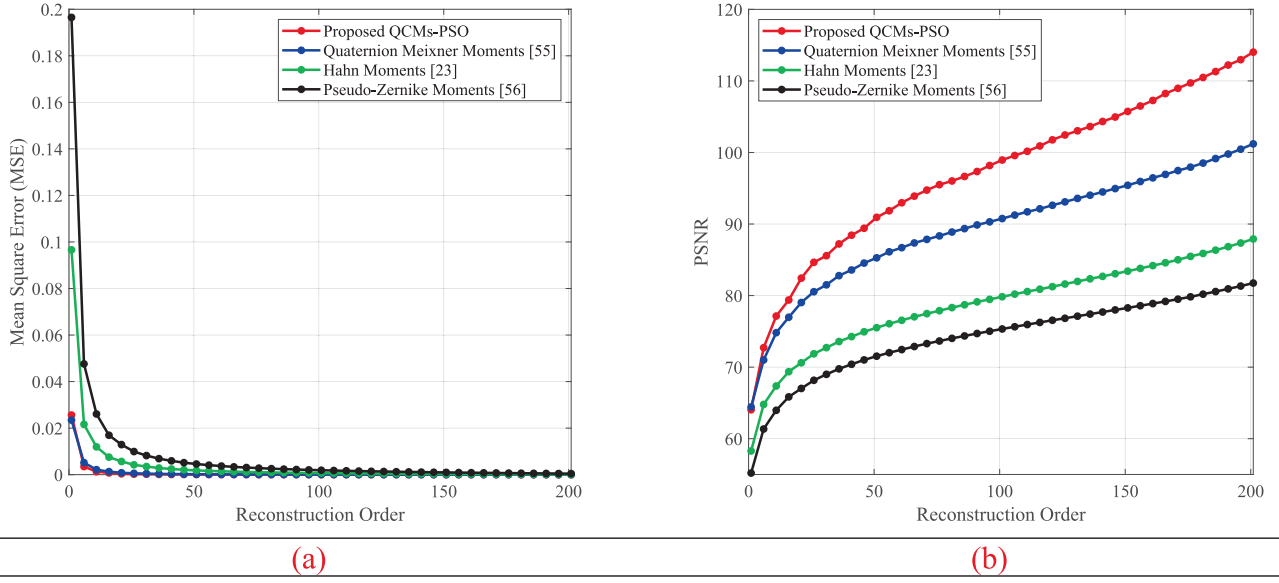 0.2
0.18
0.16
0.14
0.12
0.1
0.08
0.06
0.04
0.02
0
Mean Square Error (MSE)
Proposed QCMs-PSO
Quaternion Meixner Moments [55]
Hahn Moments [23]
Pseudo-Zernike Moments [56]
0 50 100 150 200
Reconstruction Order
(a)
120
110
100
90
80
70
60
PSNR
Proposed QCMs-PSO
Quaternion Meixner Moments [55]
Hahn Moments [23]
Pseudo-Zernike Moments [56]
0 50 100 150 200
Reconstruction Order
(b)